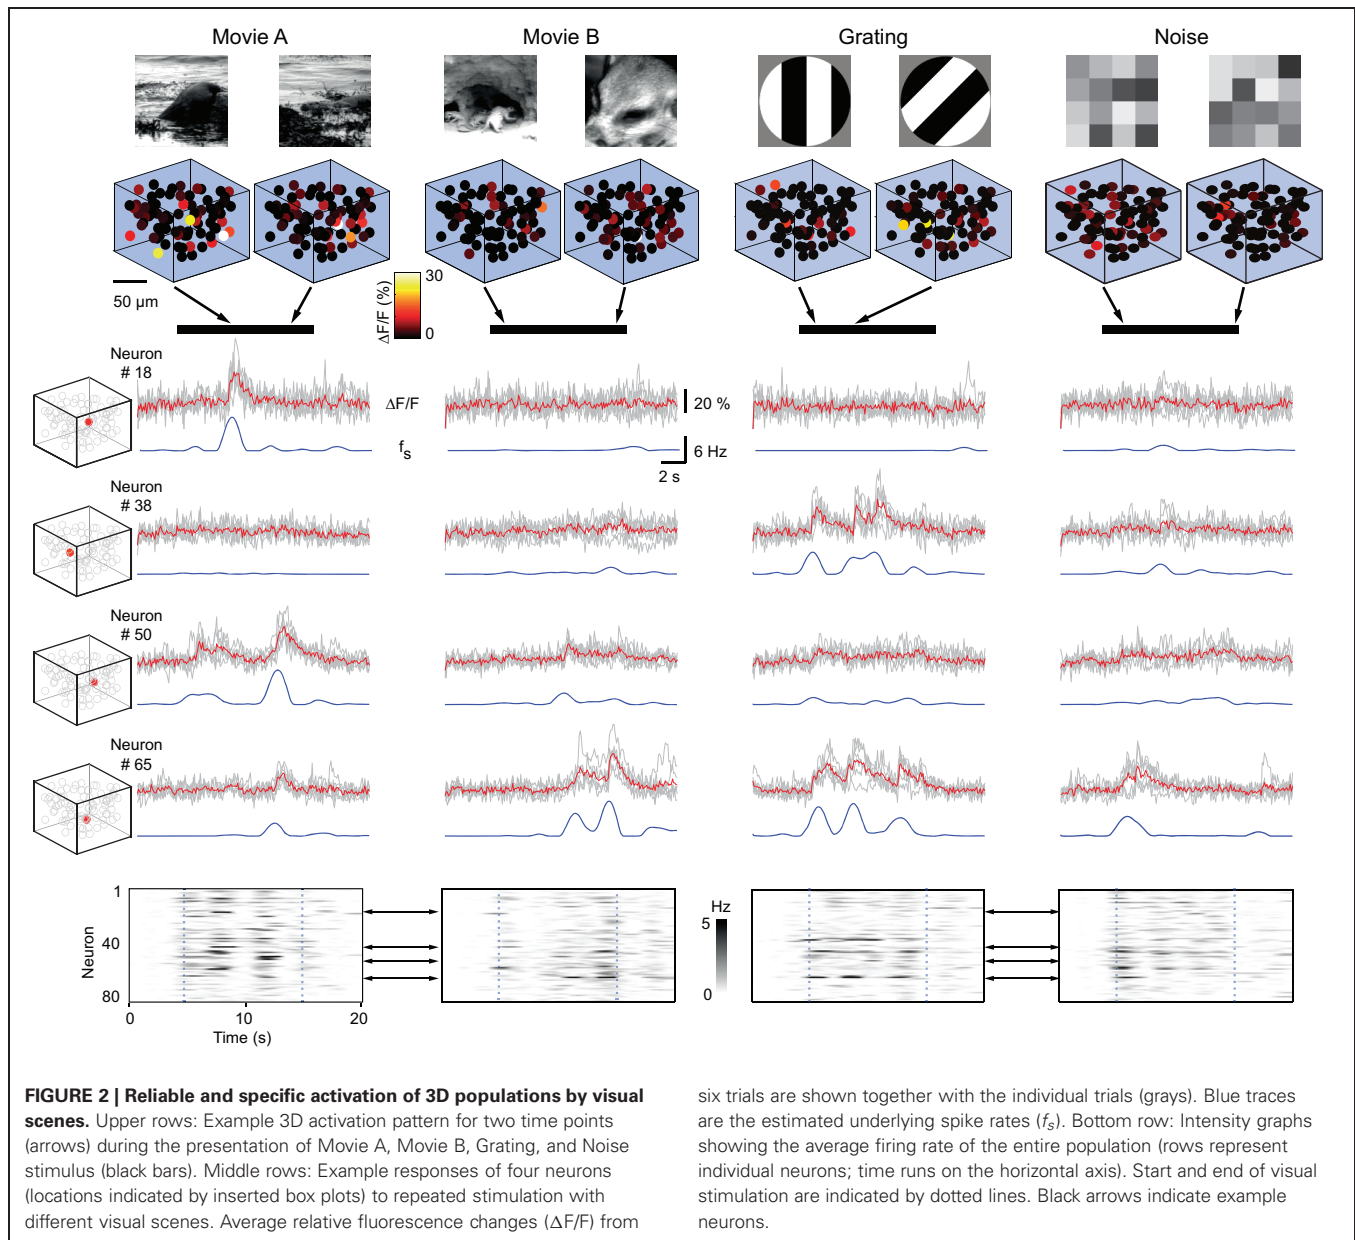 Movie A
Movie B
Grating
Noise
50 µm
ΔF/F (%)
30
0
Neuron
# 18
ΔF/F
fs
20 %
6 Hz
2 s
Neuron
# 38
Neuron
# 50
Neuron
# 65
Neuron
1
40
80
0
10
20
Time (s)
Hz
5
0
FIGURE 2 | Reliable and specific activation of 3D populations by visual
scenes. Upper rows: Example 3D activation pattern for two time points
(arrows) during the presentation of Movie A, Movie B, Grating, and Noise
stimulus (black bars). Middle rows: Example responses of four neurons
(locations indicated by inserted box plots) to repeated stimulation with
different visual scenes. Average relative fluorescence changes (ΔF/F) from
six trials are shown together with the individual trials (grays). Blue traces
are the estimated underlying spike rates (fs). Bottom row: Intensity graphs
showing the average firing rate of the entire population (rows represent
individual neurons; time runs on the horizontal axis). Start and end of visual
stimulation are indicated by dotted lines. Black arrows indicate example
neurons.